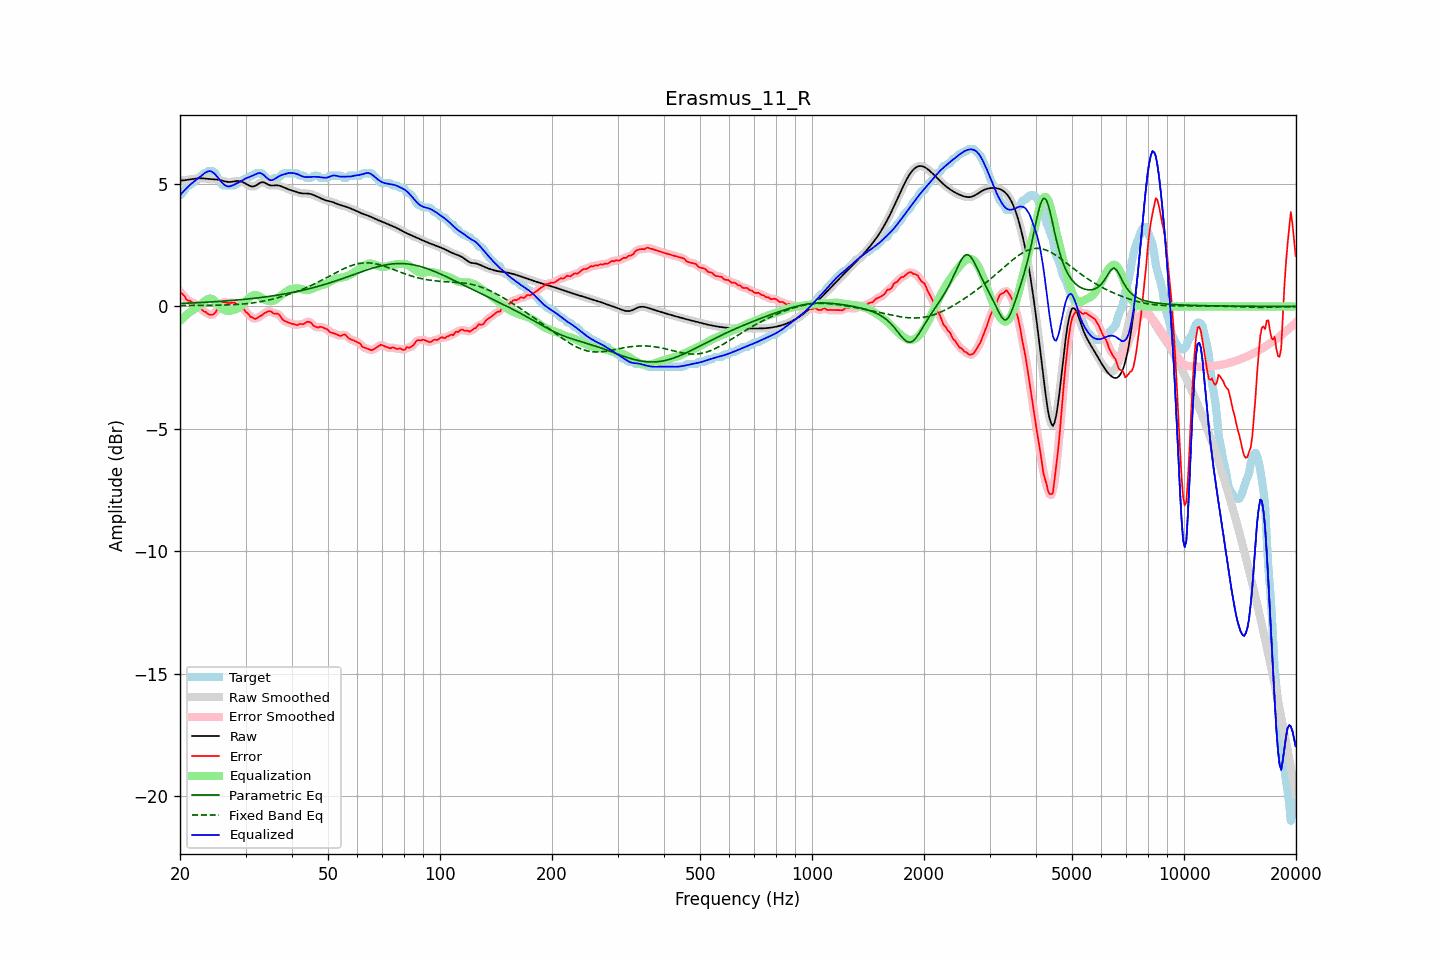 Erasmus_11_R
Amplitude (dBr)
5
0
−5
−10
−15
−20
Target
Raw Smoothed
Error Smoothed
Raw
Error
Equalization
Parametric Eq
Fixed Band Eq
Equalized
20 50 100 200 500 1000 2000 5000 10000 20000
Frequency (Hz)